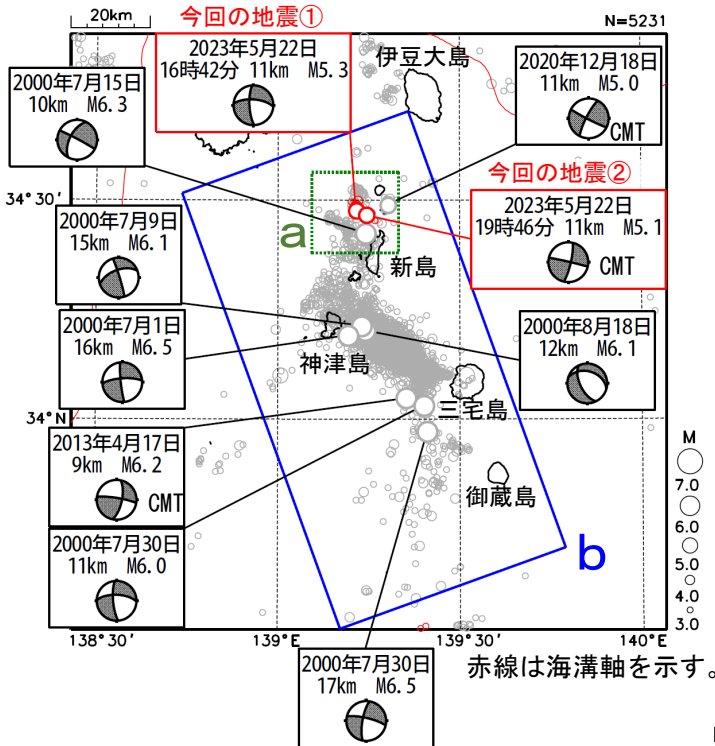 20km
今回の地震①
N=5231
2023年5月22日
16時42分 11km M5.3
伊豆大島
2020年12月18日
11km M5.0
CMT
2000年7月15日
10km M6.3
34°30'
今回の地震②
2023年5月22日
19時46分 11km M5.1
CMT
a
新島
2000年7月9日
15km M6.1
2000年7月1日
16km M6.5
神津島
2000年8月18日
12km M6.1
三宅島
34°N
2013年4月17日
9km M6.2
CMT
御蔵島
2000年7月30日
11km M6.0
b
M
7.0
6.0
5.0
4.0
3.0
138°30'
139°E
139°30'
140°E
2000年7月30日
17km M6.5
赤線は海溝軸を示す。